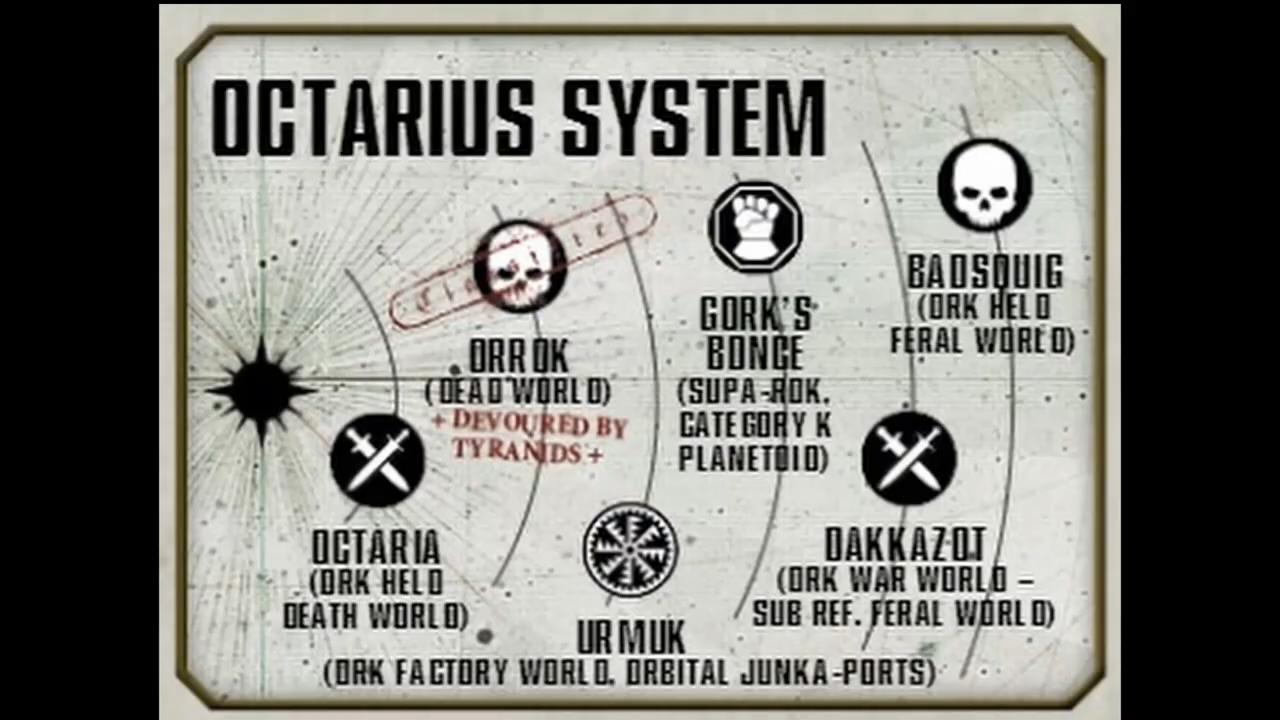 OCTARIUS SYSTEM
BADSQUIG
(ORK HELD
FERAL WORLD)
GORK'S
BONCE
(SUPA-ROK,
CATEGORY K
PLANETOID)
ORROK
(DEAD WORLD)
+ DEVOURED BY
TYRANIDS +
OCTARIA
(ORK HELD
DEATH WORLD)
DAKKAZOT
(ORK WAR WORLD –
SUB REF. FERAL WORLD)
URMUK
(ORK FACTORY WORLD, ORBITAL JUNKA-PORTS)